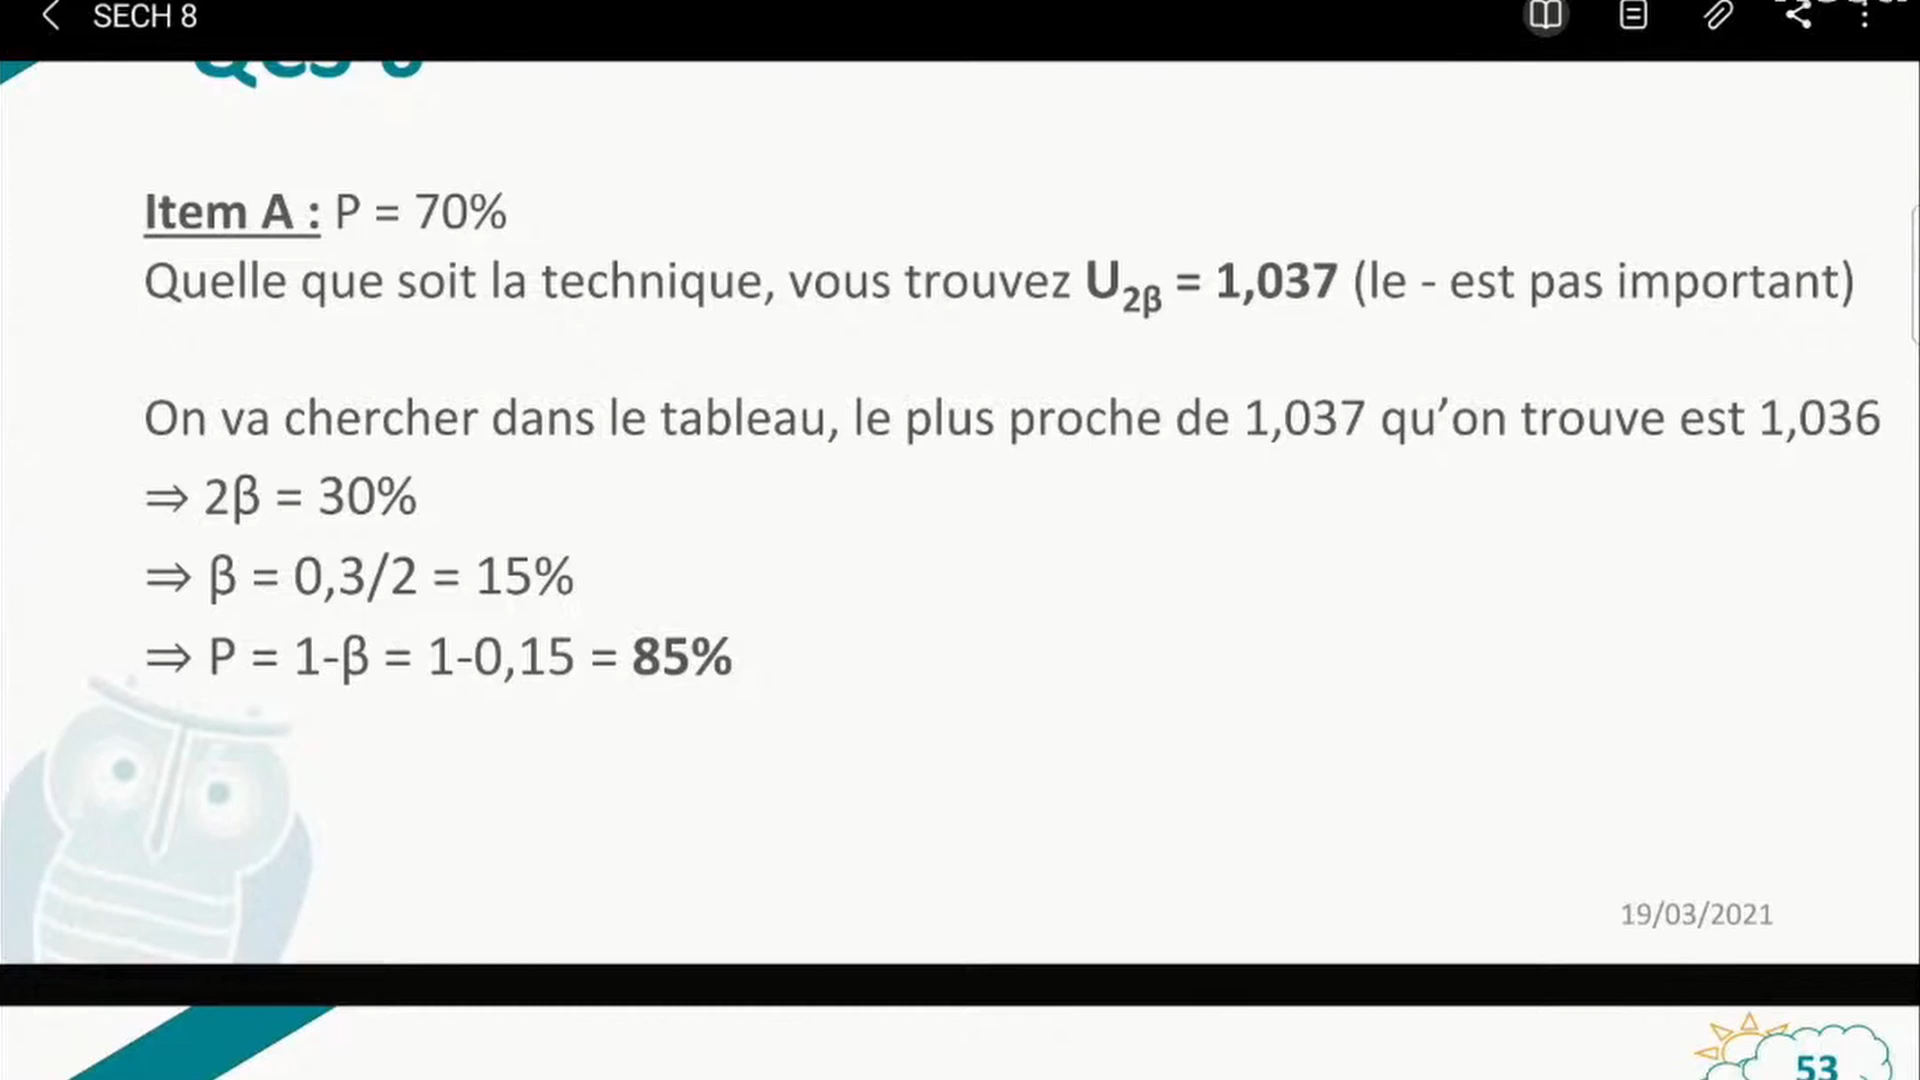 SECH 8
Item A : P = 70%
Quelle que soit la technique, vous trouvez U2β = 1,037 (le - est pas important)
On va chercher dans le tableau, le plus proche de 1,037 qu’on trouve est 1,036
⇒ 2β = 30%
⇒ β = 0,3/2 = 15%
⇒ P = 1-β = 1-0,15 = 85%
19/03/2021
53